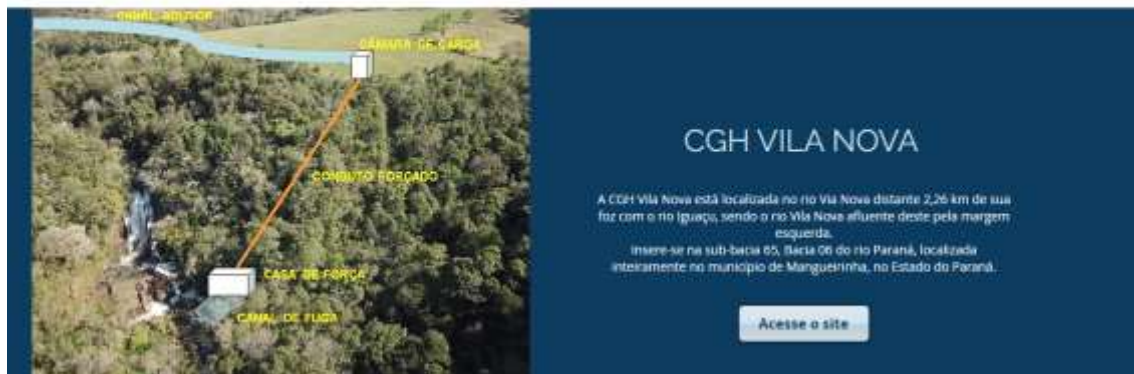 CANAL ADUTOR
CÂMARA DE CARGA
CONDUTO FORÇADO
CASA DE FORÇA
CANAL DE FUGA
CGH VILA NOVA
A CGH Vila Nova está localizada no rio Via Nova distante 2,26 km de sua
foz com o rio Iguaçu, sendo o rio Vila Nova afluente deste pela margem
esquerda.
Insere-se na sub-bacia 65, Bacia 06 do rio Paraná, localizada
inteiramente no município de Mangueirinha, no Estado do Paraná.
Acesse o site